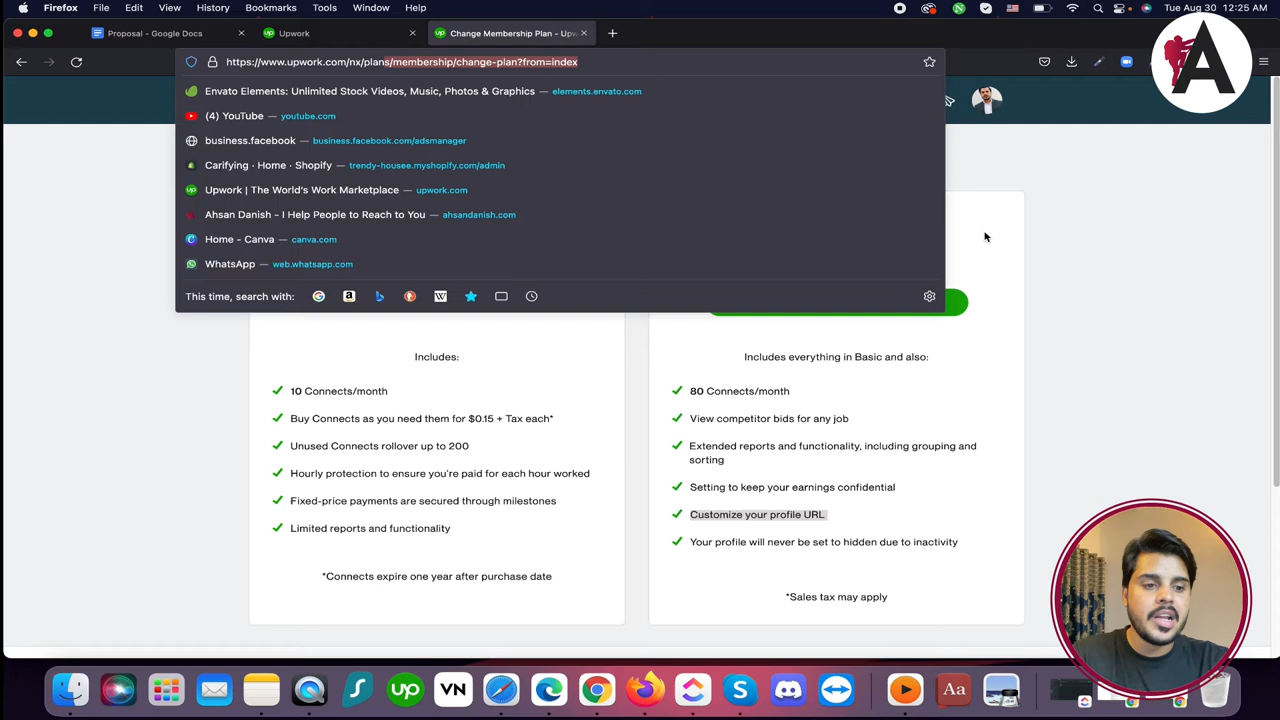 Firefox File Edit View History Bookmarks Tools Window Help Tue Aug 30 12:25 AM
Proposal - Google Docs Upwork Change Membership Plan - Upw
https://www.upwork.com/nx/plans/membership/change-plan?from=index
Envato Elements: Unlimited Stock Videos, Music, Photos & Graphics — elements.envato.com
(4) YouTube — youtube.com
business.facebook — business.facebook.com/adsmanager
Carifying · Home · Shopify — trendy-housee.myshopify.com/admin
Upwork | The World's Work Marketplace — upwork.com
Ahsan Danish - I Help People to Reach to You — ahsandanish.com
Home - Canva — canva.com
WhatsApp — web.whatsapp.com
This time, search with:
Includes:
10 Connects/month
Buy Connects as you need them for $0.15 + Tax each*
Unused Connects rollover up to 200
Hourly protection to ensure you're paid for each hour worked
Fixed-price payments are secured through milestones
Limited reports and functionality
*Connects expire one year after purchase date
Includes everything in Basic and also:
80 Connects/month
View competitor bids for any job
Extended reports and functionality, including grouping and
sorting
Setting to keep your earnings confidential
Customize your profile URL
Your profile will never be set to hidden due to inactivity
*Sales tax may apply
A
up VN Aa